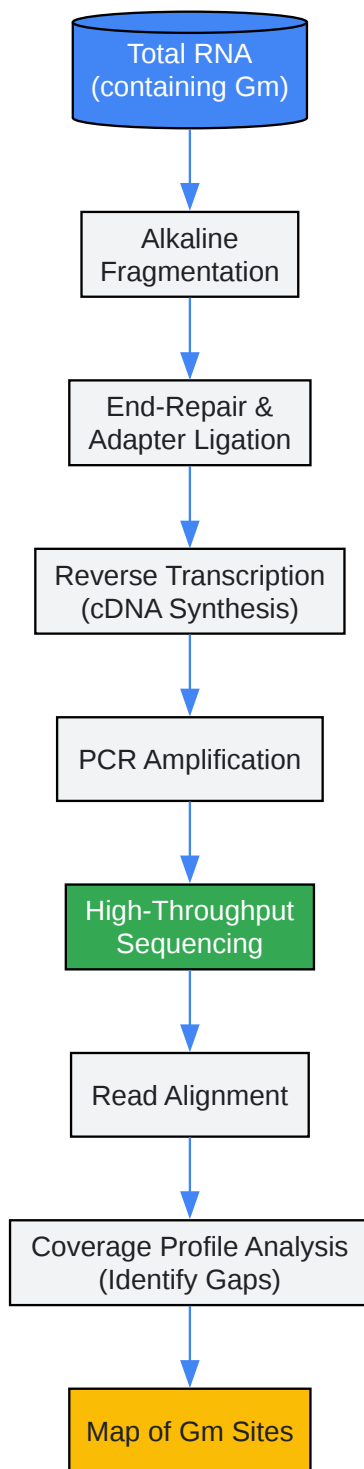 Total RNA
(containing Gm)
Alkaline
Fragmentation
End-Repair &
Adapter Ligation
Reverse Transcription
(cDNA Synthesis)
PCR Amplification
High-Throughput
Sequencing
Read Alignment
Coverage Profile Analysis
(Identify Gaps)
Map of Gm Sites